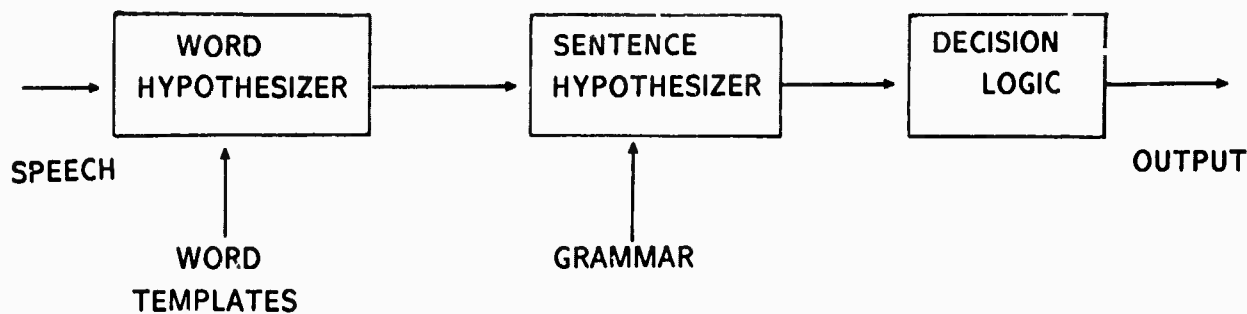 WORD
HYPOTHESIZER
SENTENCE
HYPOTHESIZER
DECISION
LOGIC
SPEECH
OUTPUT
WORD
TEMPLATES
GRAMMAR